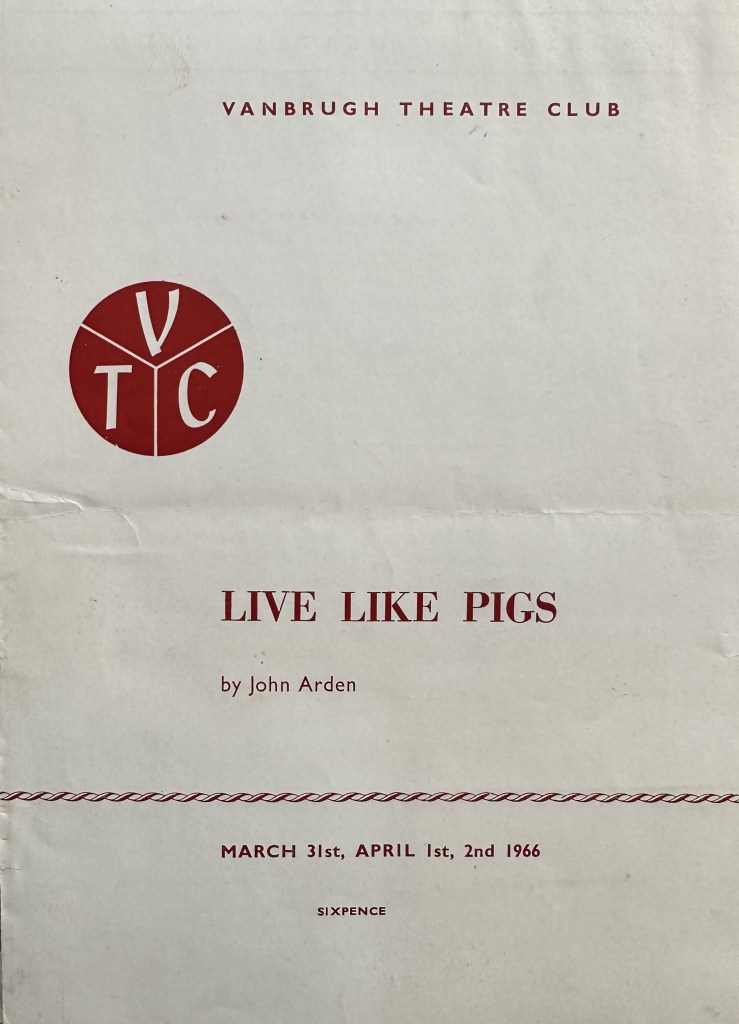 VANBRUGH THEATRE CLUB
V
T C
LIVE LIKE PIGS
by John Arden
MARCH 31st, APRIL 1st, 2nd 1966
SIXPENCE